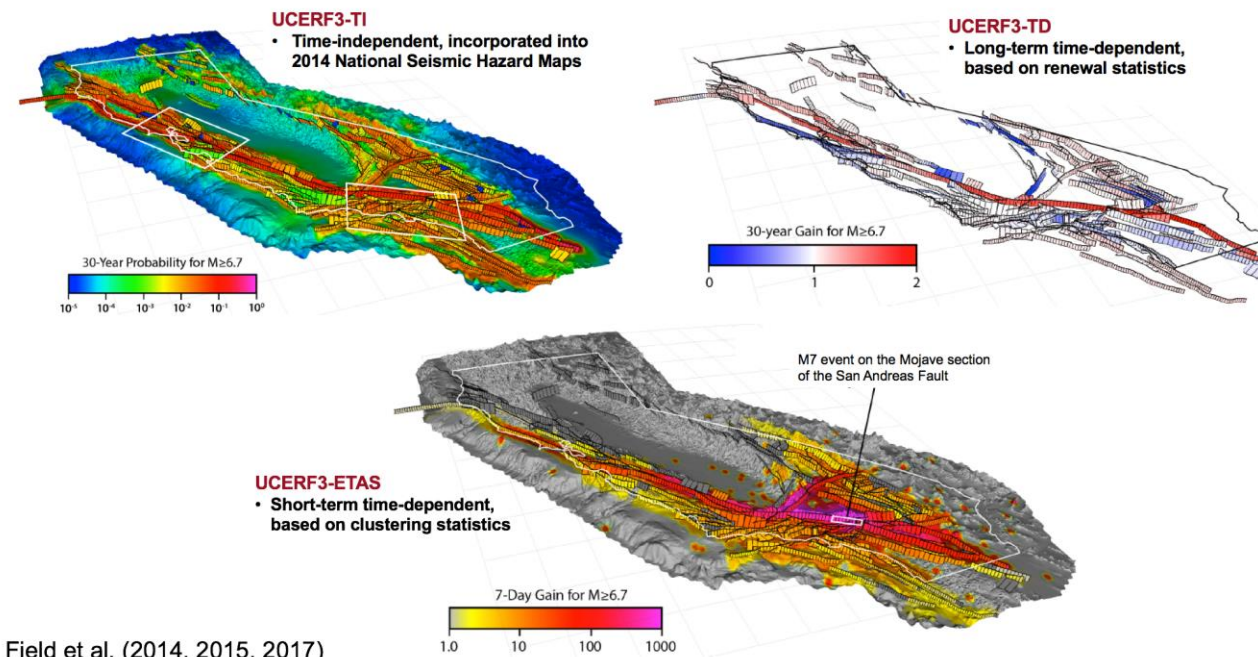 UCERF3-TI
• Time-independent, incorporated into
2014 National Seismic Hazard Maps
30-Year Probability for M≥6.7
10⁻⁵ 10⁻⁴ 10⁻³ 10⁻² 10⁻¹ 10⁰
UCERF3-TD
• Long-term time-dependent,
based on renewal statistics
30-year Gain for M≥6.7
0 1 2
M7 event on the Mojave section
of the San Andreas Fault
UCERF3-ETAS
• Short-term time-dependent,
based on clustering statistics
7-Day Gain for M≥6.7
1.0 10 100 1000
Field et al. (2014, 2015, 2017)